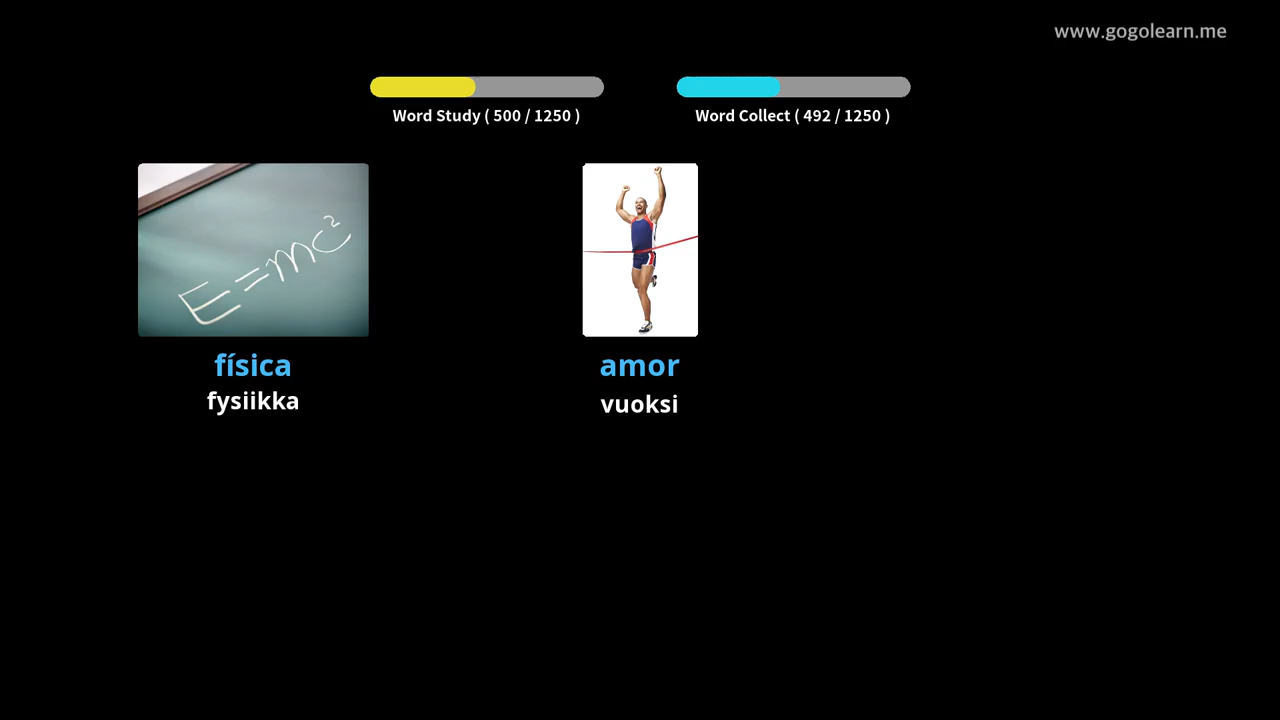 www.gogolearn.me
Word Study ( 500 / 1250 )
Word Collect ( 492 / 1250 )
E=mc²
física
fysiikka
amor
vuoksi